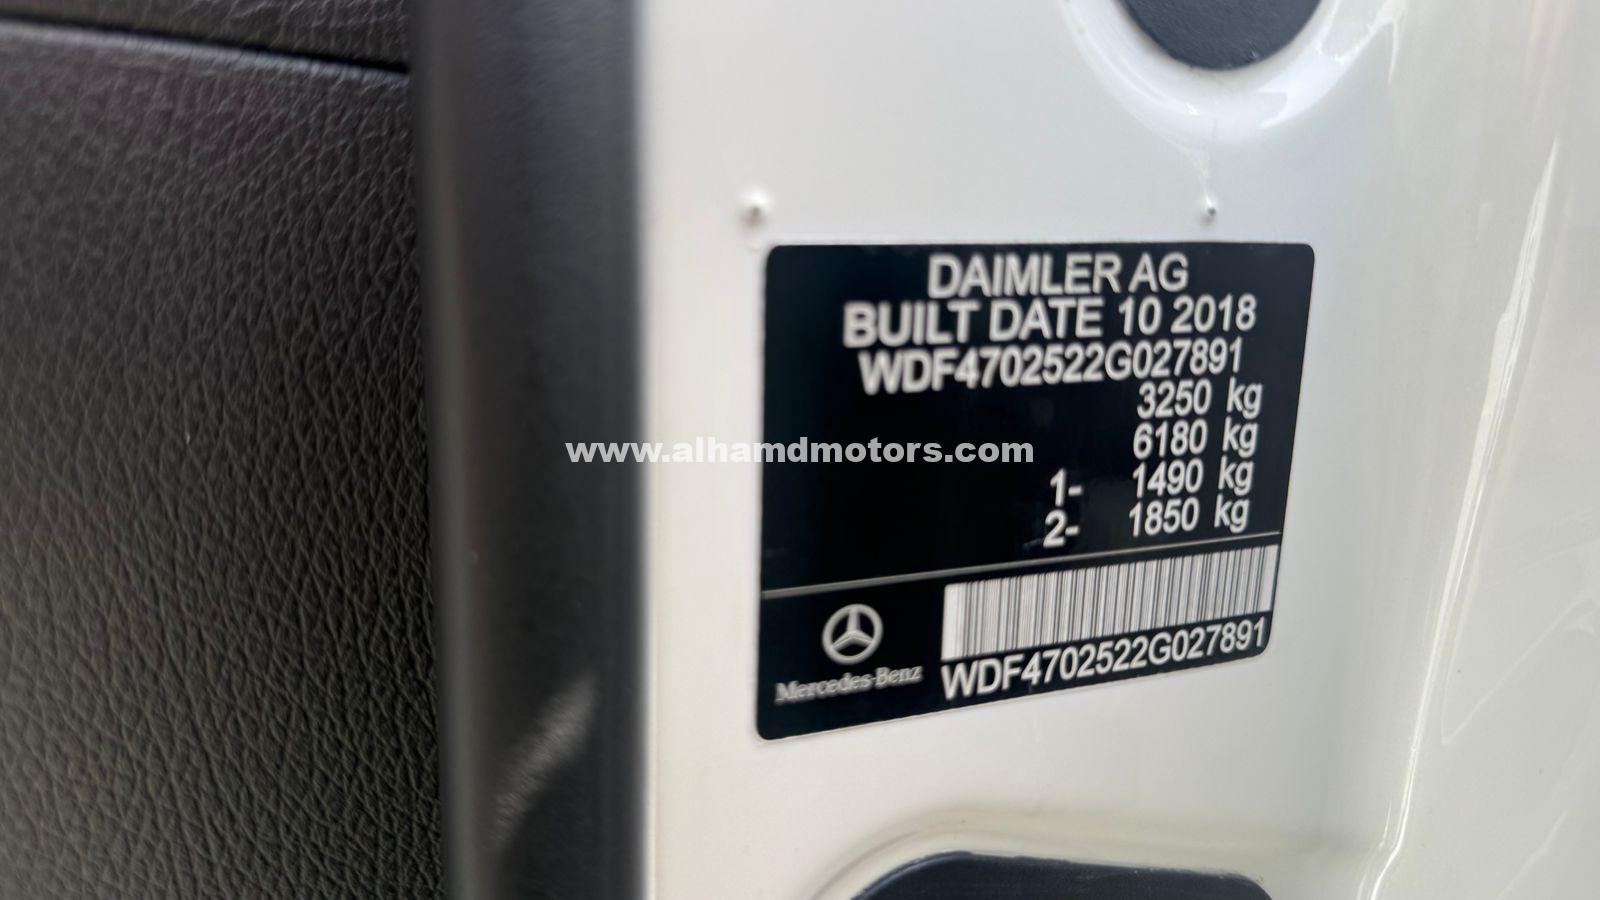 DAIMLER AG
BUILT DATE 10 2018
WDF4702522G027891
3250 kg
6180 kg
1- 1490 kg
2- 1850 kg
www.alhamdmotors.com
Mercedes-Benz
WDF4702522G027891